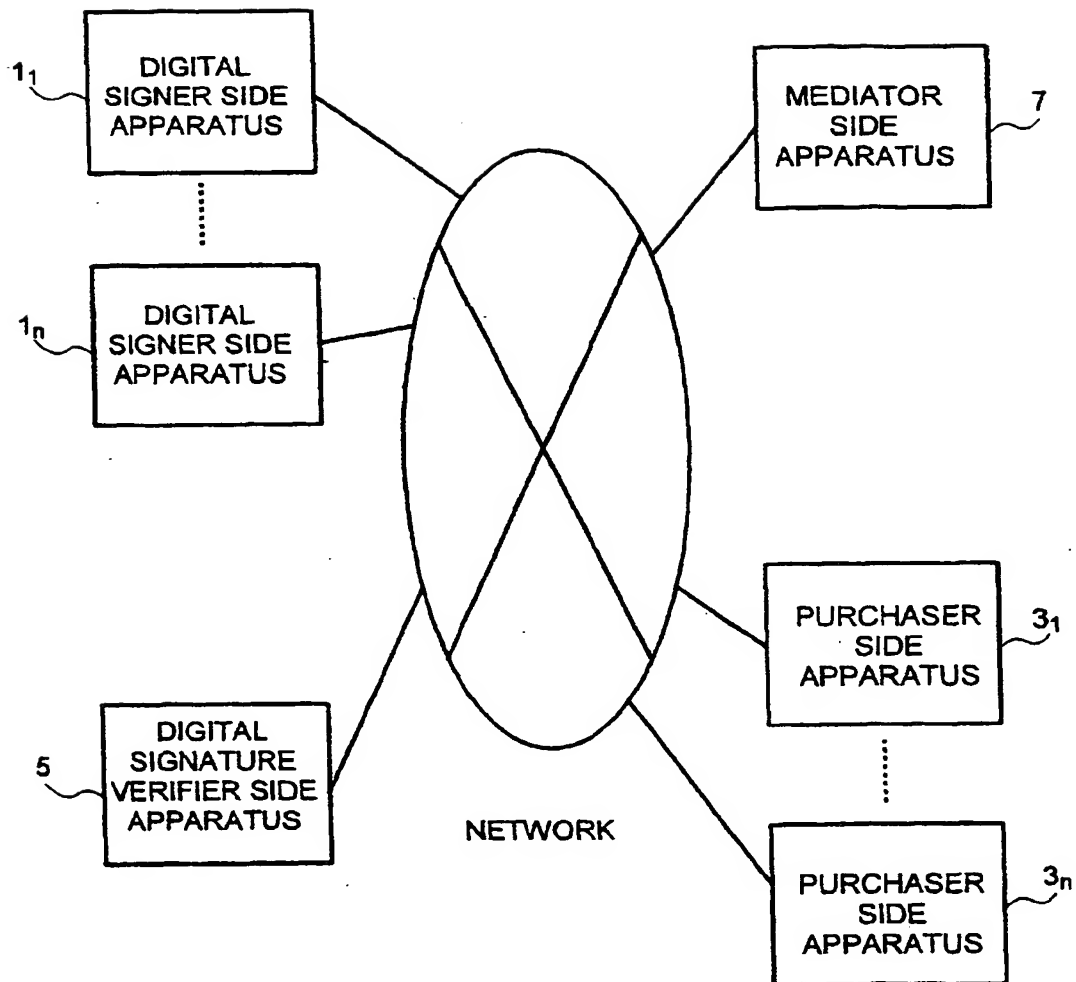 1₁
DIGITAL
SIGNER SIDE
APPARATUS
MEDIATOR
SIDE
APPARATUS
7
1ₙ
DIGITAL
SIGNER SIDE
APPARATUS
PURCHASER
SIDE
APPARATUS
3₁
5
DIGITAL
SIGNATURE
VERIFIER SIDE
APPARATUS
NETWORK
PURCHASER
SIDE
APPARATUS
3ₙ